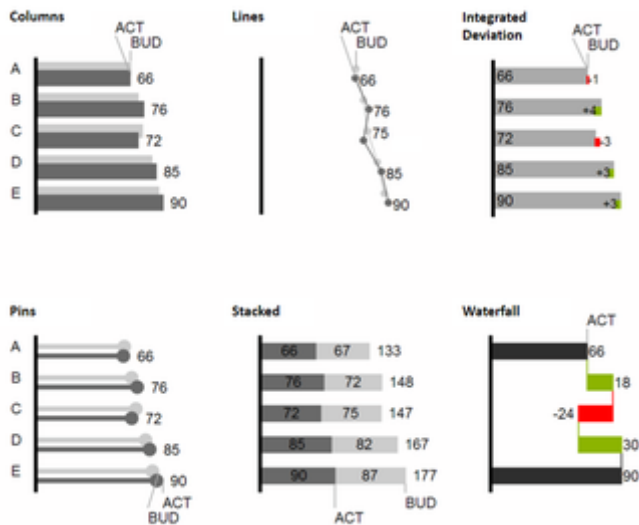 Columns
ACT
BUD
A 66
B 76
C 72
D 85
E 90
Lines
ACT
BUD
66
76
75
85
90
Integrated
Deviation
ACT
BUD
66 -1
76 +4
72 -3
85 +3
90 +3
Pins
A 66
B 76
C 72
D 85
E 90
ACT
BUD
Stacked
66 67 133
76 72 148
72 75 147
85 82 167
90 87 177
BUD
ACT
Waterfall
ACT
66
18
-24
30
90